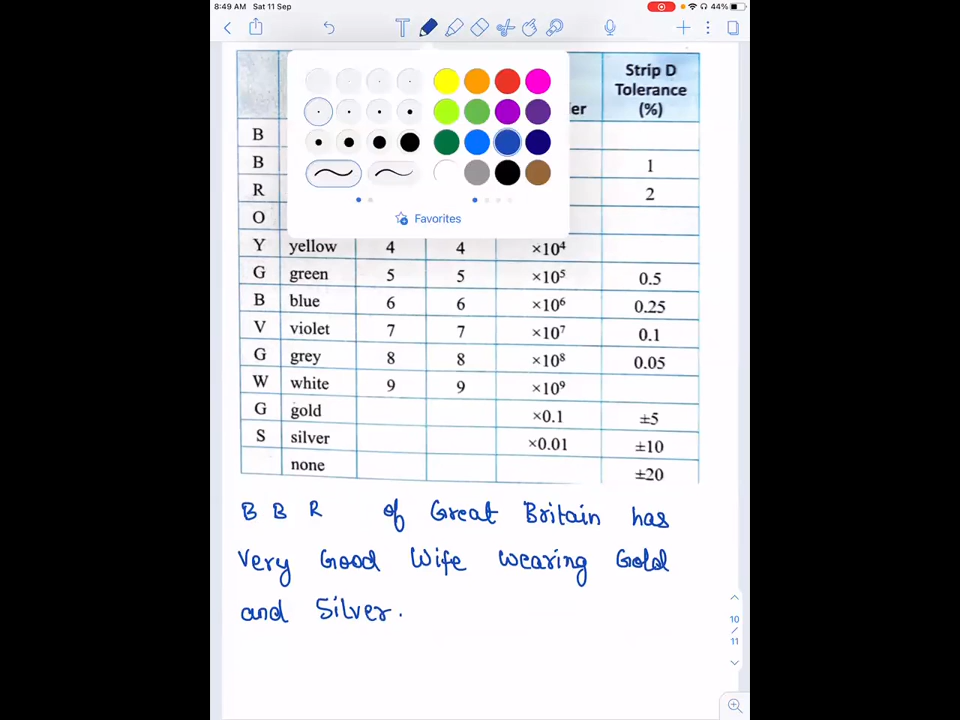 8:49 AM Sat 11 Sep 44%
T
Strip D
Tolerance
er (%)
B
B 1
R 2
O
Favorites
Y yellow 4 4 ×10⁴
G green 5 5 ×10⁵ 0.5
B blue 6 6 ×10⁶ 0.25
V violet 7 7 ×10⁷ 0.1
G grey 8 8 ×10⁸ 0.05
W white 9 9 ×10⁹
G gold ×0.1 ±5
S silver ×0.01 ±10
none ±20
B B R of Great Britain has
Very Good Wife wearing Gold
and Silver.
10
/
11